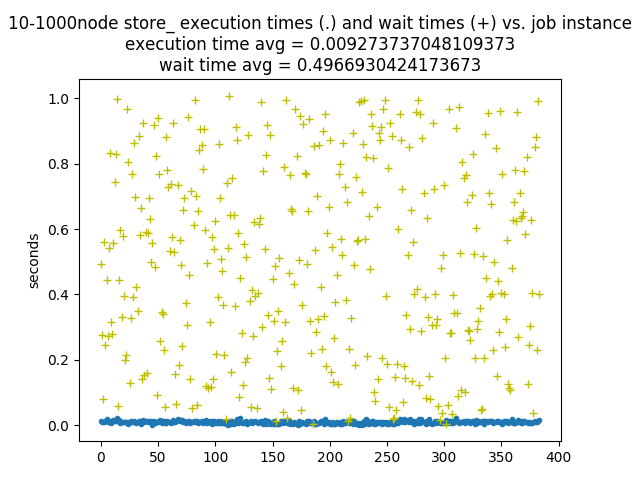 10-1000node store_ execution times (.) and wait times (+) vs. job instance
execution time avg = 0.009273737048109373
wait time avg = 0.4966930424173673
1.0
0.8
0.6
seconds
0.4
0.2
0.0
0 50 100 150 200 250 300 350 400